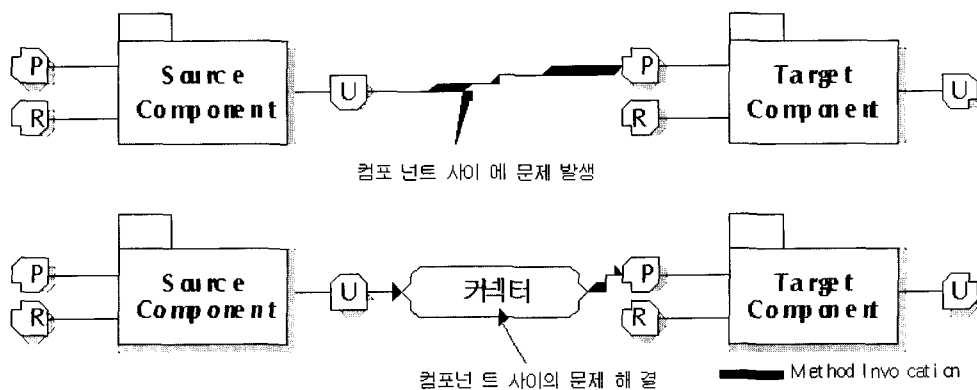 P
R
Source
Component
U
P
R
Target
Component
U
컴포넌트 사이에 문제 발생
P
R
Source
Component
U
커넥터
P
R
Target
Component
U
컴포넌트 사이의 문제 해결
Method Invocation